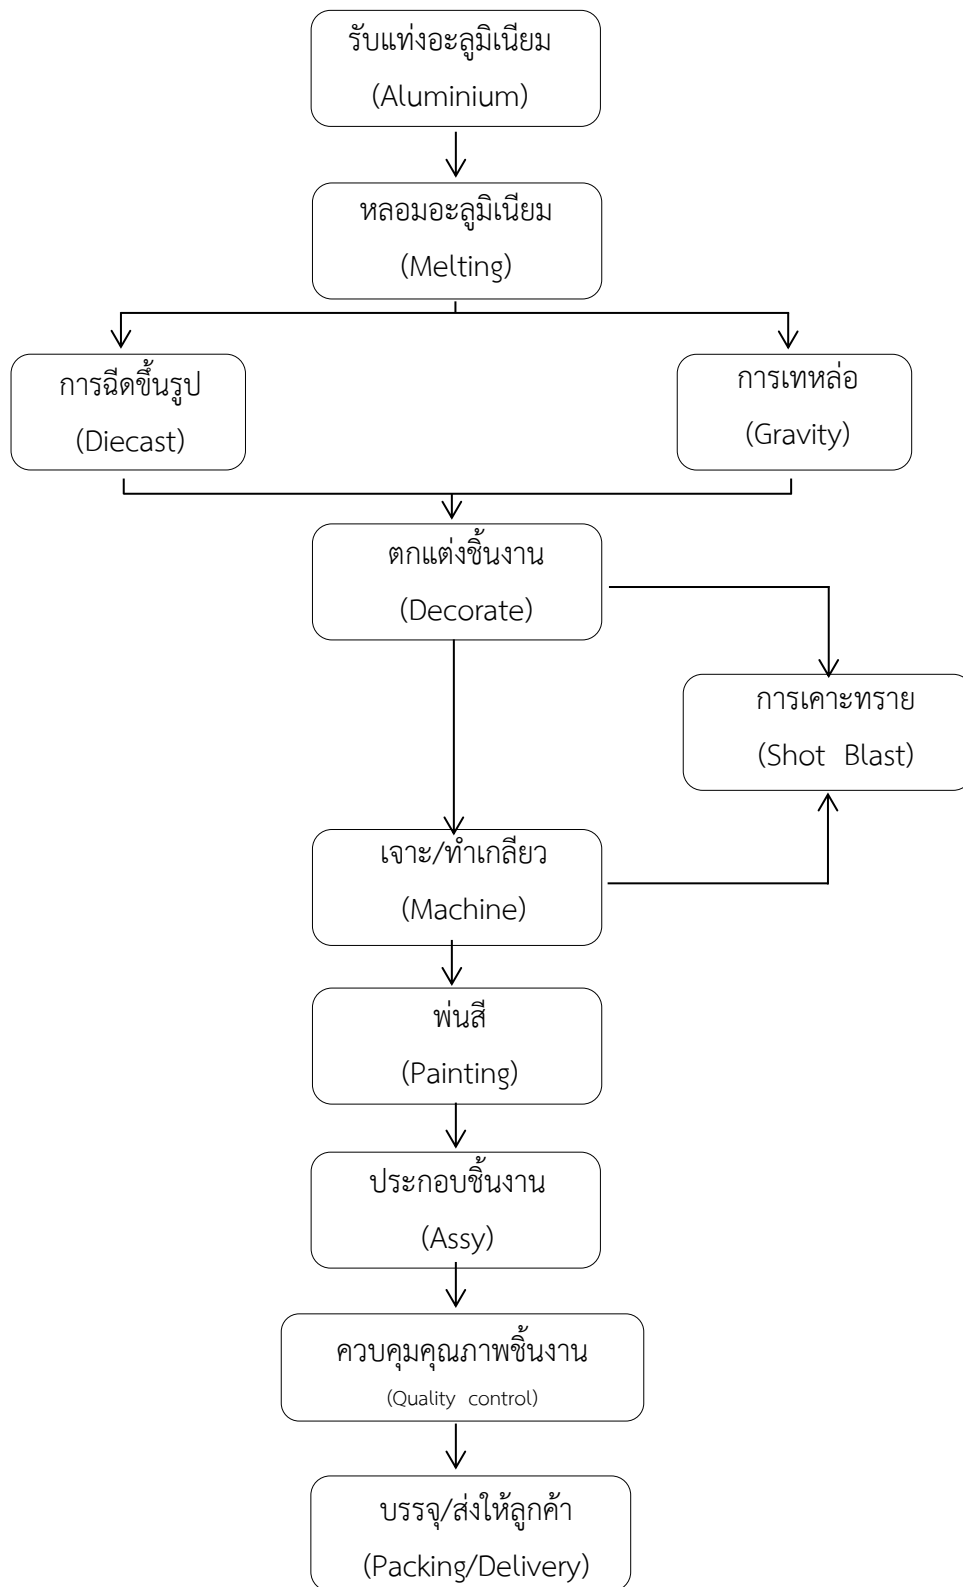 รับแท่งอะลูมิเนียม
(Aluminium)
หลอมอะลูมิเนียม
(Melting)
การฉีดขึ้นรูป
(Diecast)
การเทหล่อ
(Gravity)
ตกแต่งชิ้นงาน
(Decorate)
การเคาะทราย
(Shot Blast)
เจาะ/ทำเกลียว
(Machine)
พ่นสี
(Painting)
ประกอบชิ้นงาน
(Assy)
ควบคุมคุณภาพชิ้นงาน
(Quality control)
บรรจุ/ส่งให้ลูกค้า
(Packing/Delivery)